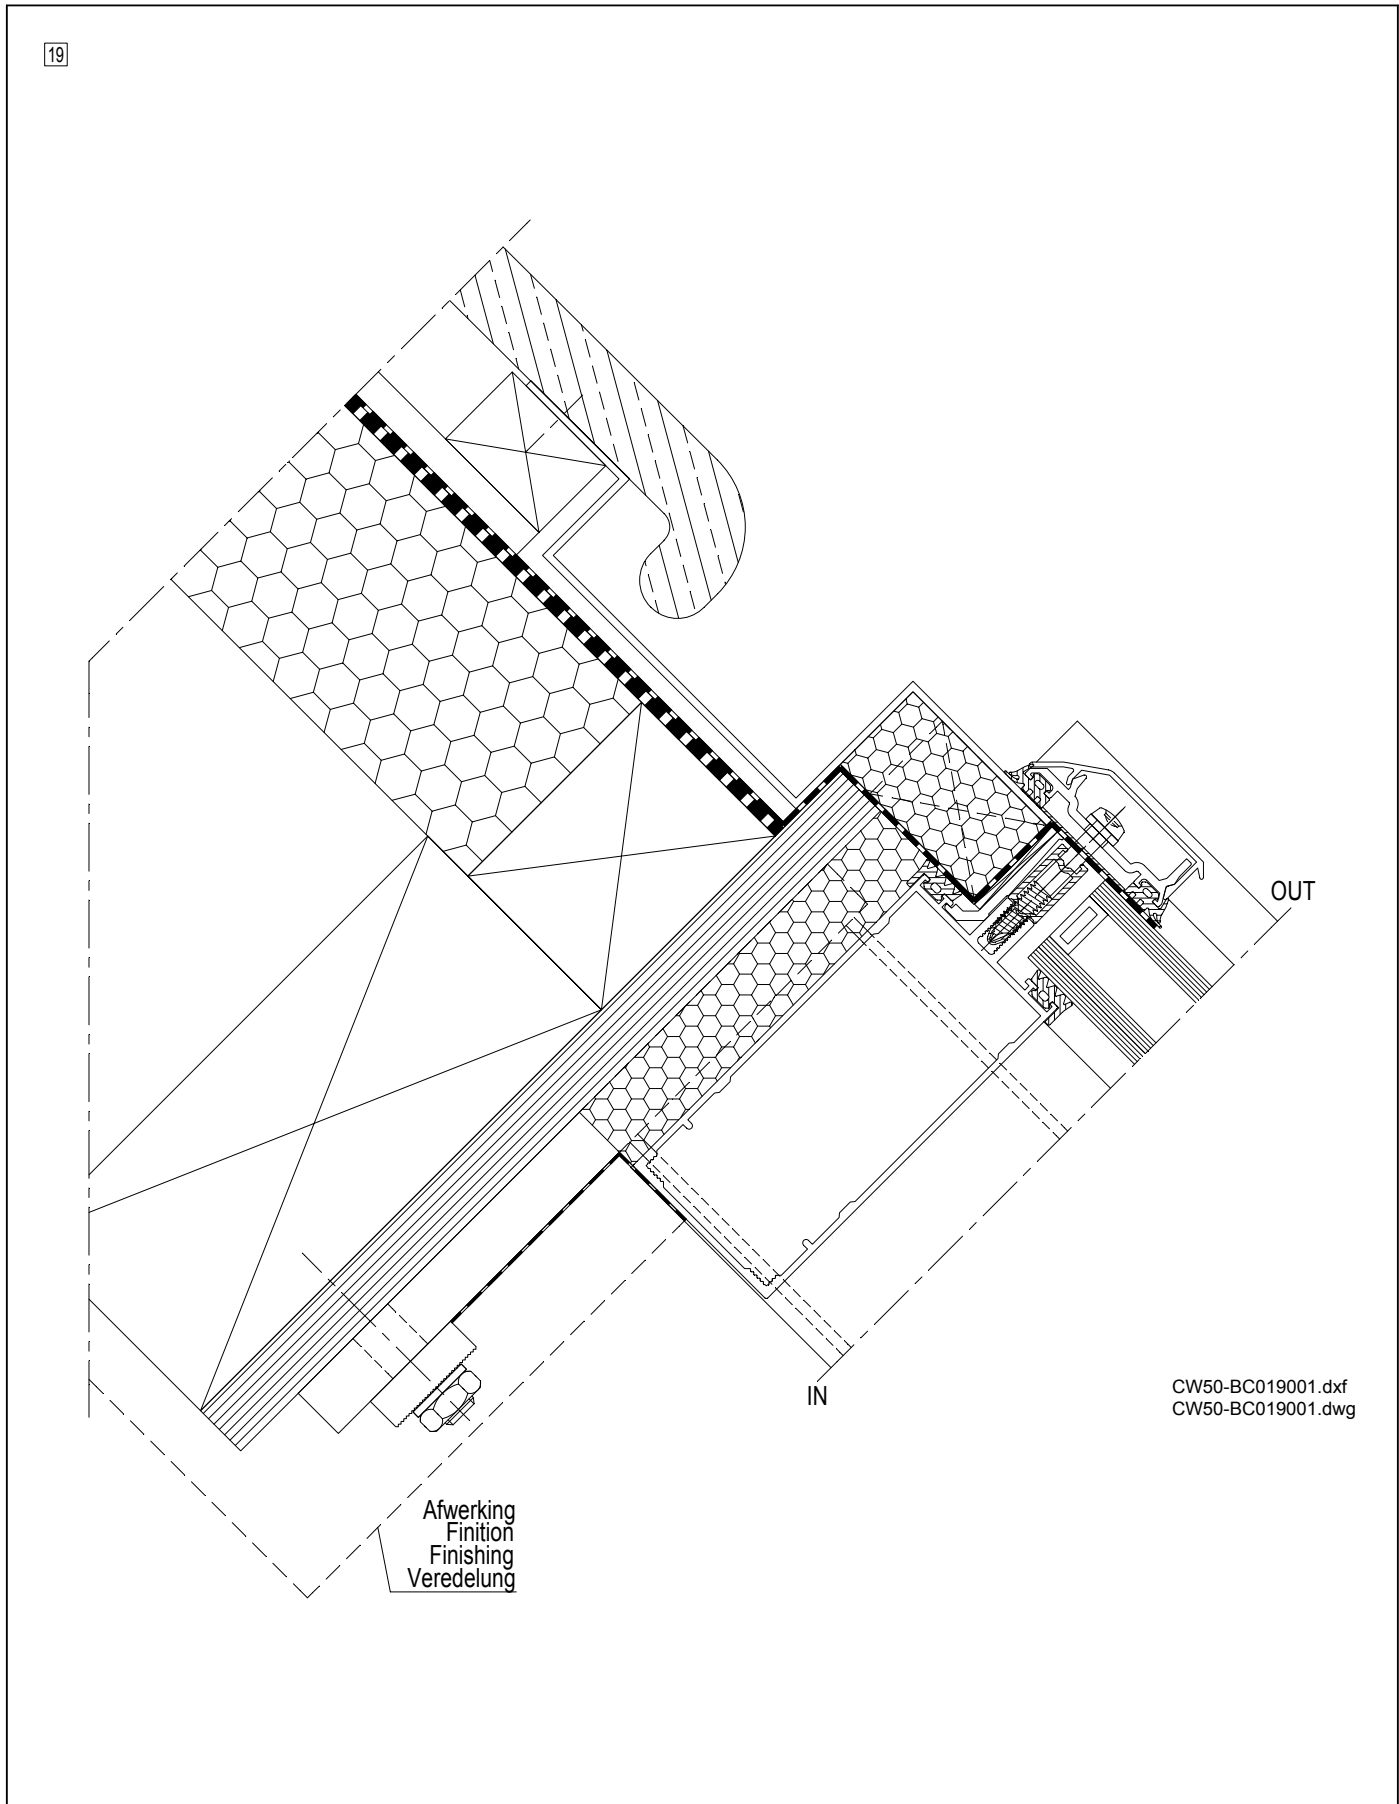 19
OUT
IN
CW50-BC019001.dxf
CW50-BC019001.dwg
Afwerking
Finition
Finishing
Veredelung